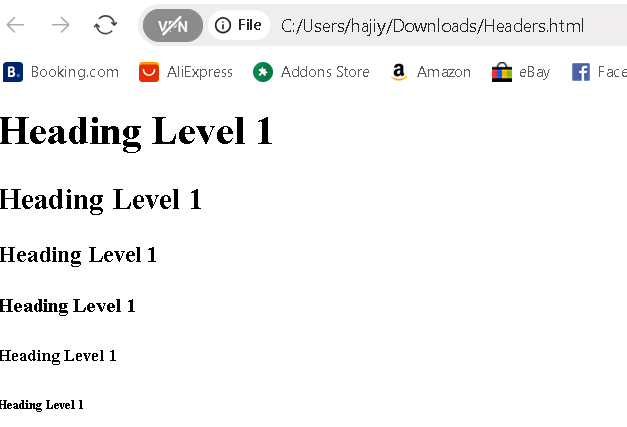 VPN File C:/Users/hajiy/Downloads/Headers.html
B. Booking.com AliExpress Addons Store a Amazon eBay f Face
Heading Level 1
Heading Level 1
Heading Level 1
Heading Level 1
Heading Level 1
Heading Level 1